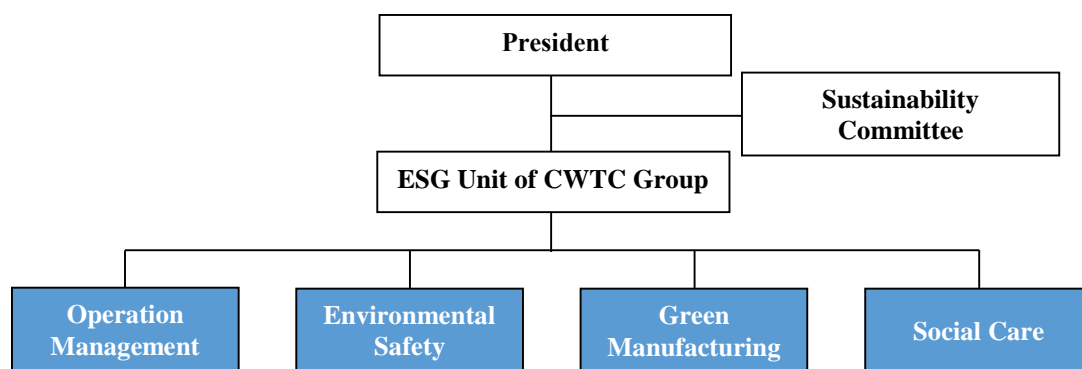 President
Sustainability
Committee
ESG Unit of CWTC Group
Operation
Management
Environmental
Safety
Green
Manufacturing
Social Care